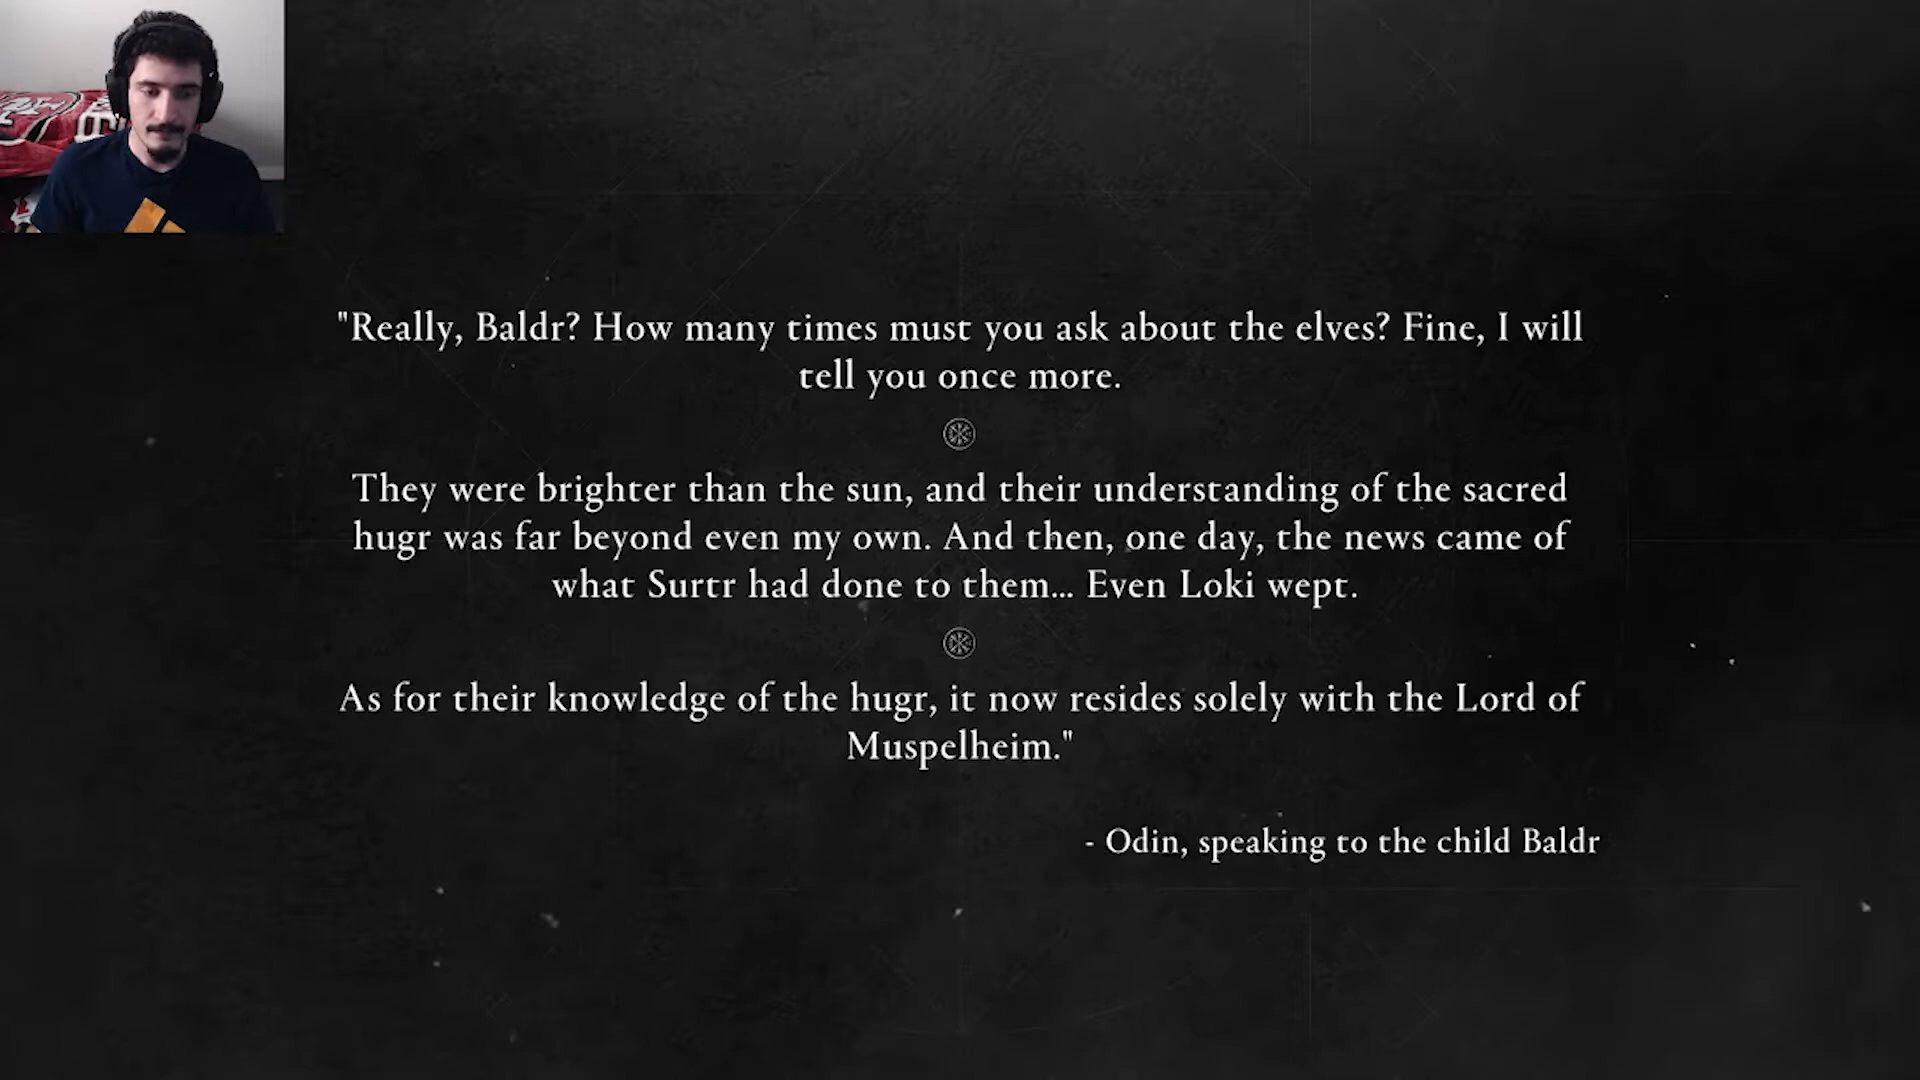 "Really, Baldr? How many times must you ask about the elves? Fine, I will
tell you once more.
They were brighter than the sun, and their understanding of the sacred
hugr was far beyond even my own. And then, one day, the news came of
what Surtr had done to them... Even Loki wept.
As for their knowledge of the hugr, it now resides solely with the Lord of
Muspelheim."
- Odin, speaking to the child Baldr